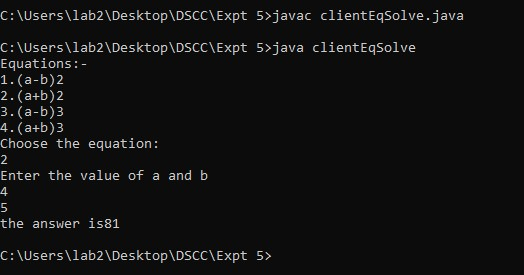 C:\Users\lab2\Desktop\DSCC\Expt 5>javac clientEqSolve.java
C:\Users\lab2\Desktop\DSCC\Expt 5>java clientEqSolve
Equations:-
1.(a-b)2
2.(a+b)2
3.(a-b)3
4.(a+b)3
Choose the equation:
2
Enter the value of a and b
4
5
the answer is81
C:\Users\lab2\Desktop\DSCC\Expt 5>